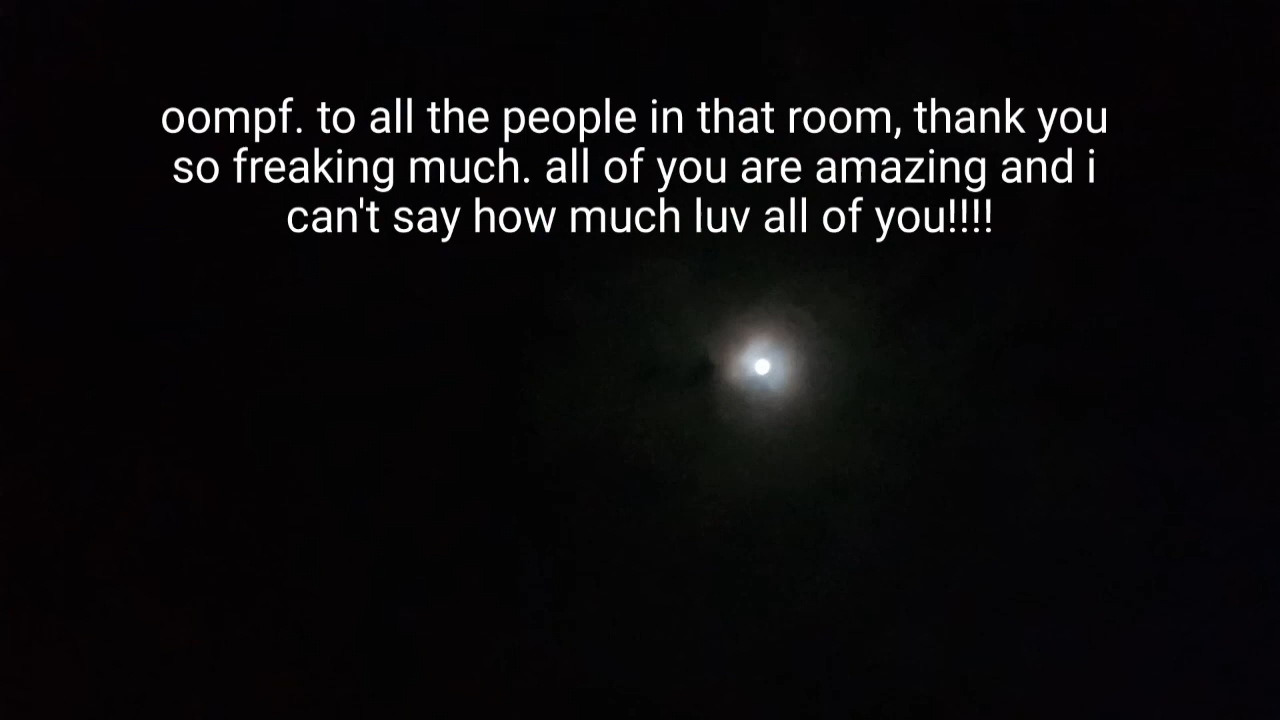 oompf. to all the people in that room, thank you
so freaking much. all of you are amazing and i
can't say how much luv all of you!!!!